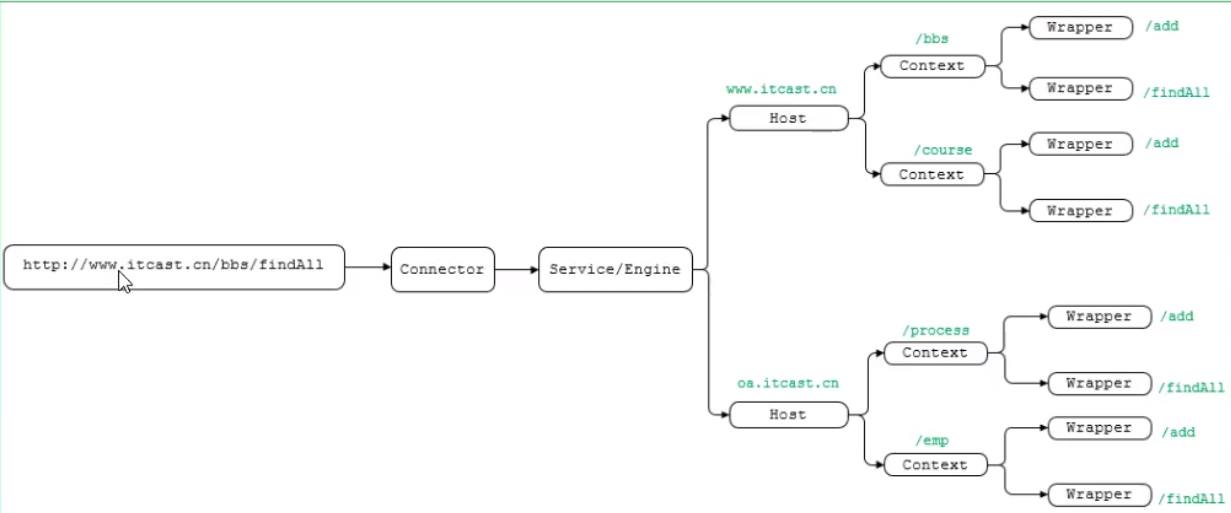 http://www.itcast.cn/bbs/findAll
Connector
Service/Engine
www.itcast.cn
Host
/bbs
Context
Wrapper /add
Wrapper /findAll
/course
Context
Wrapper /add
Wrapper /findAll
oa.itcast.cn
Host
/process
Context
Wrapper /add
Wrapper /findAll
/emp
Context
Wrapper /add
Wrapper /findAll